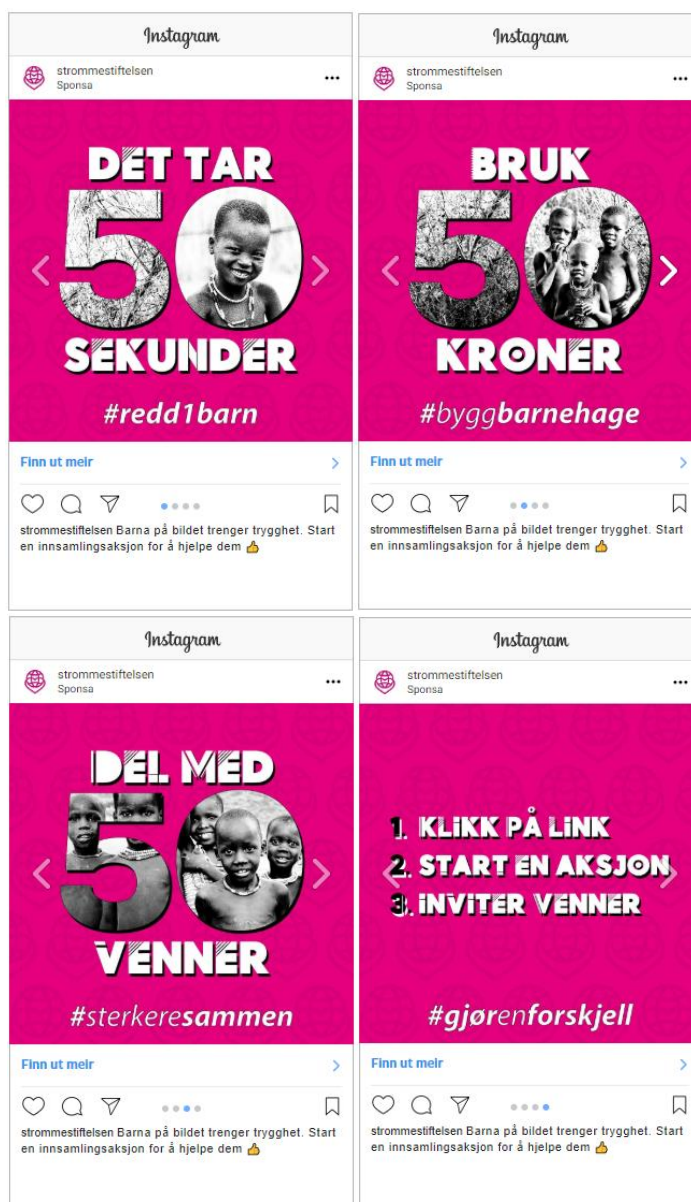 Instagram
strommestiftelsen
Sponsa
DET TAR
50
SEKUNDER
#redd1barn
Finn ut meir
strommestiftelsen Barna på bildet trenger trygghet. Start
en innsamlingsaksjon for å hjelpe dem 👍
Instagram
strommestiftelsen
Sponsa
BRUK
50
KRONER
#byggbarnehage
Finn ut meir
strommestiftelsen Barna på bildet trenger trygghet. Start
en innsamlingsaksjon for å hjelpe dem 👍
Instagram
strommestiftelsen
Sponsa
DEL MED
50
VENNER
#sterkeresammen
Finn ut meir
strommestiftelsen Barna på bildet trenger trygghet. Start
en innsamlingsaksjon for å hjelpe dem 👍
Instagram
strommestiftelsen
Sponsa
1. KLIKK PÅ LINK
2. START EN AKSJON
3. INVITER VENNER
#gjørenforskjell
Finn ut meir
strommestiftelsen Barna på bildet trenger trygghet. Start
en innsamlingsaksjon for å hjelpe dem 👍